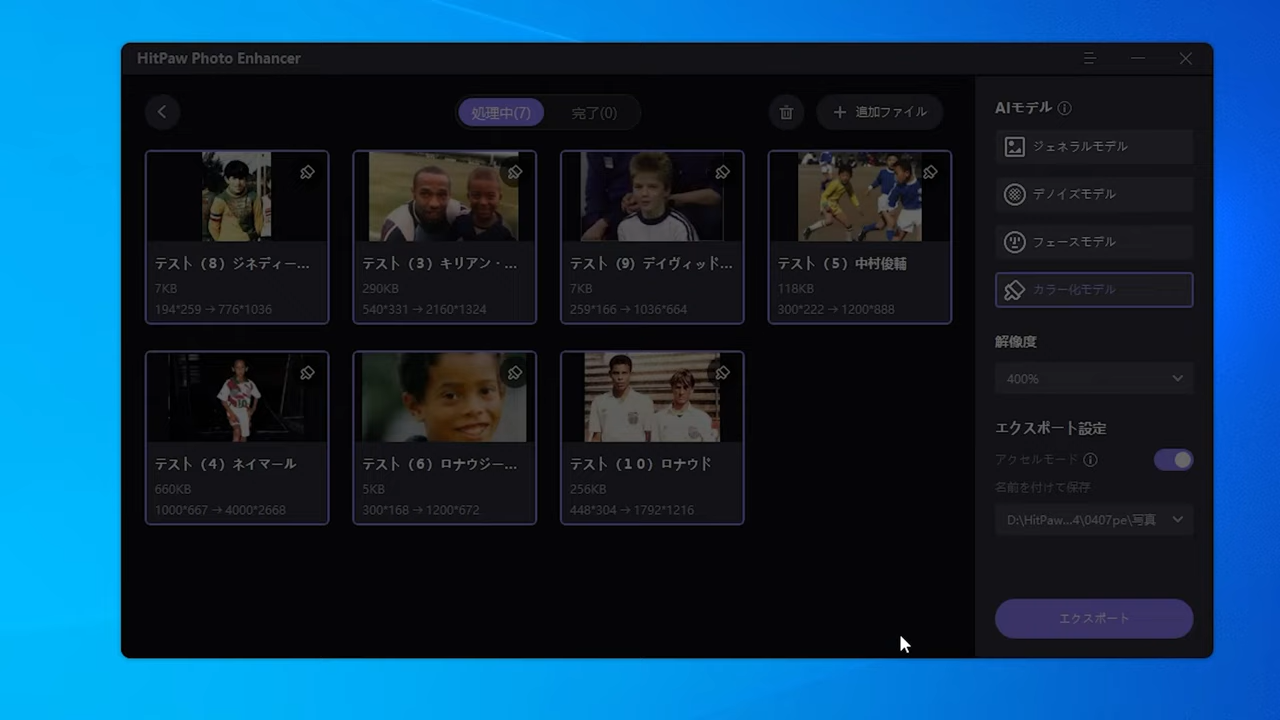 HitPaw Photo Enhancer
処理中(7)
完了(0)
追加ファイル
テスト（8）ジネディー...
7KB
194*259→776*1036
テスト（3）キリアン・...
290KB
540*331→2160*1324
テスト（9）デイヴィッド...
7KB
259*166→1036*664
テスト（5）中村俊輔
118KB
300*222→1200*888
テスト（4）ネイマール
660KB
1000*667→4000*2668
テスト（6）ロナウジー...
5KB
300*168→1200*672
テスト（１０）ロナウド
256KB
448*304→1792*1216
AIモデル
ジェネラルモデル
デノイズモデル
フェースモデル
カラー化モデル
解像度
400%
エクスポート設定
アクセルモード
名前を付けて保存
D:\HitPaw...4\0407pe\写真
エクスポート